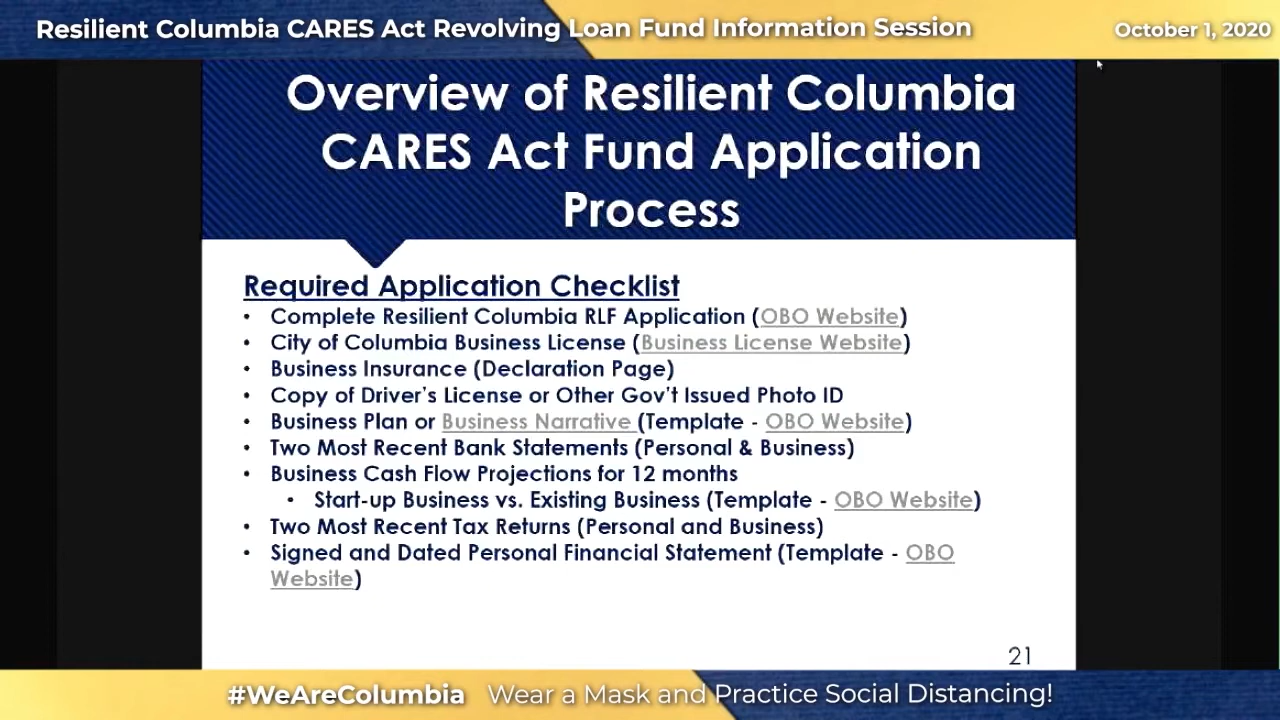 Resilient Columbia CARES Act Revolving Loan Fund Information Session
October 1, 2020
Overview of Resilient Columbia
CARES Act Fund Application
Process
Required Application Checklist
• Complete Resilient Columbia RLF Application (OBO Website)
• City of Columbia Business License (Business License Website)
• Business Insurance (Declaration Page)
• Copy of Driver's License or Other Gov't Issued Photo ID
• Business Plan or Business Narrative (Template - OBO Website)
• Two Most Recent Bank Statements (Personal & Business)
• Business Cash Flow Projections for 12 months
• Start-up Business vs. Existing Business (Template - OBO Website)
• Two Most Recent Tax Returns (Personal and Business)
• Signed and Dated Personal Financial Statement (Template - OBO
Website)
21
#WeAreColumbia Wear a Mask and Practice Social Distancing!